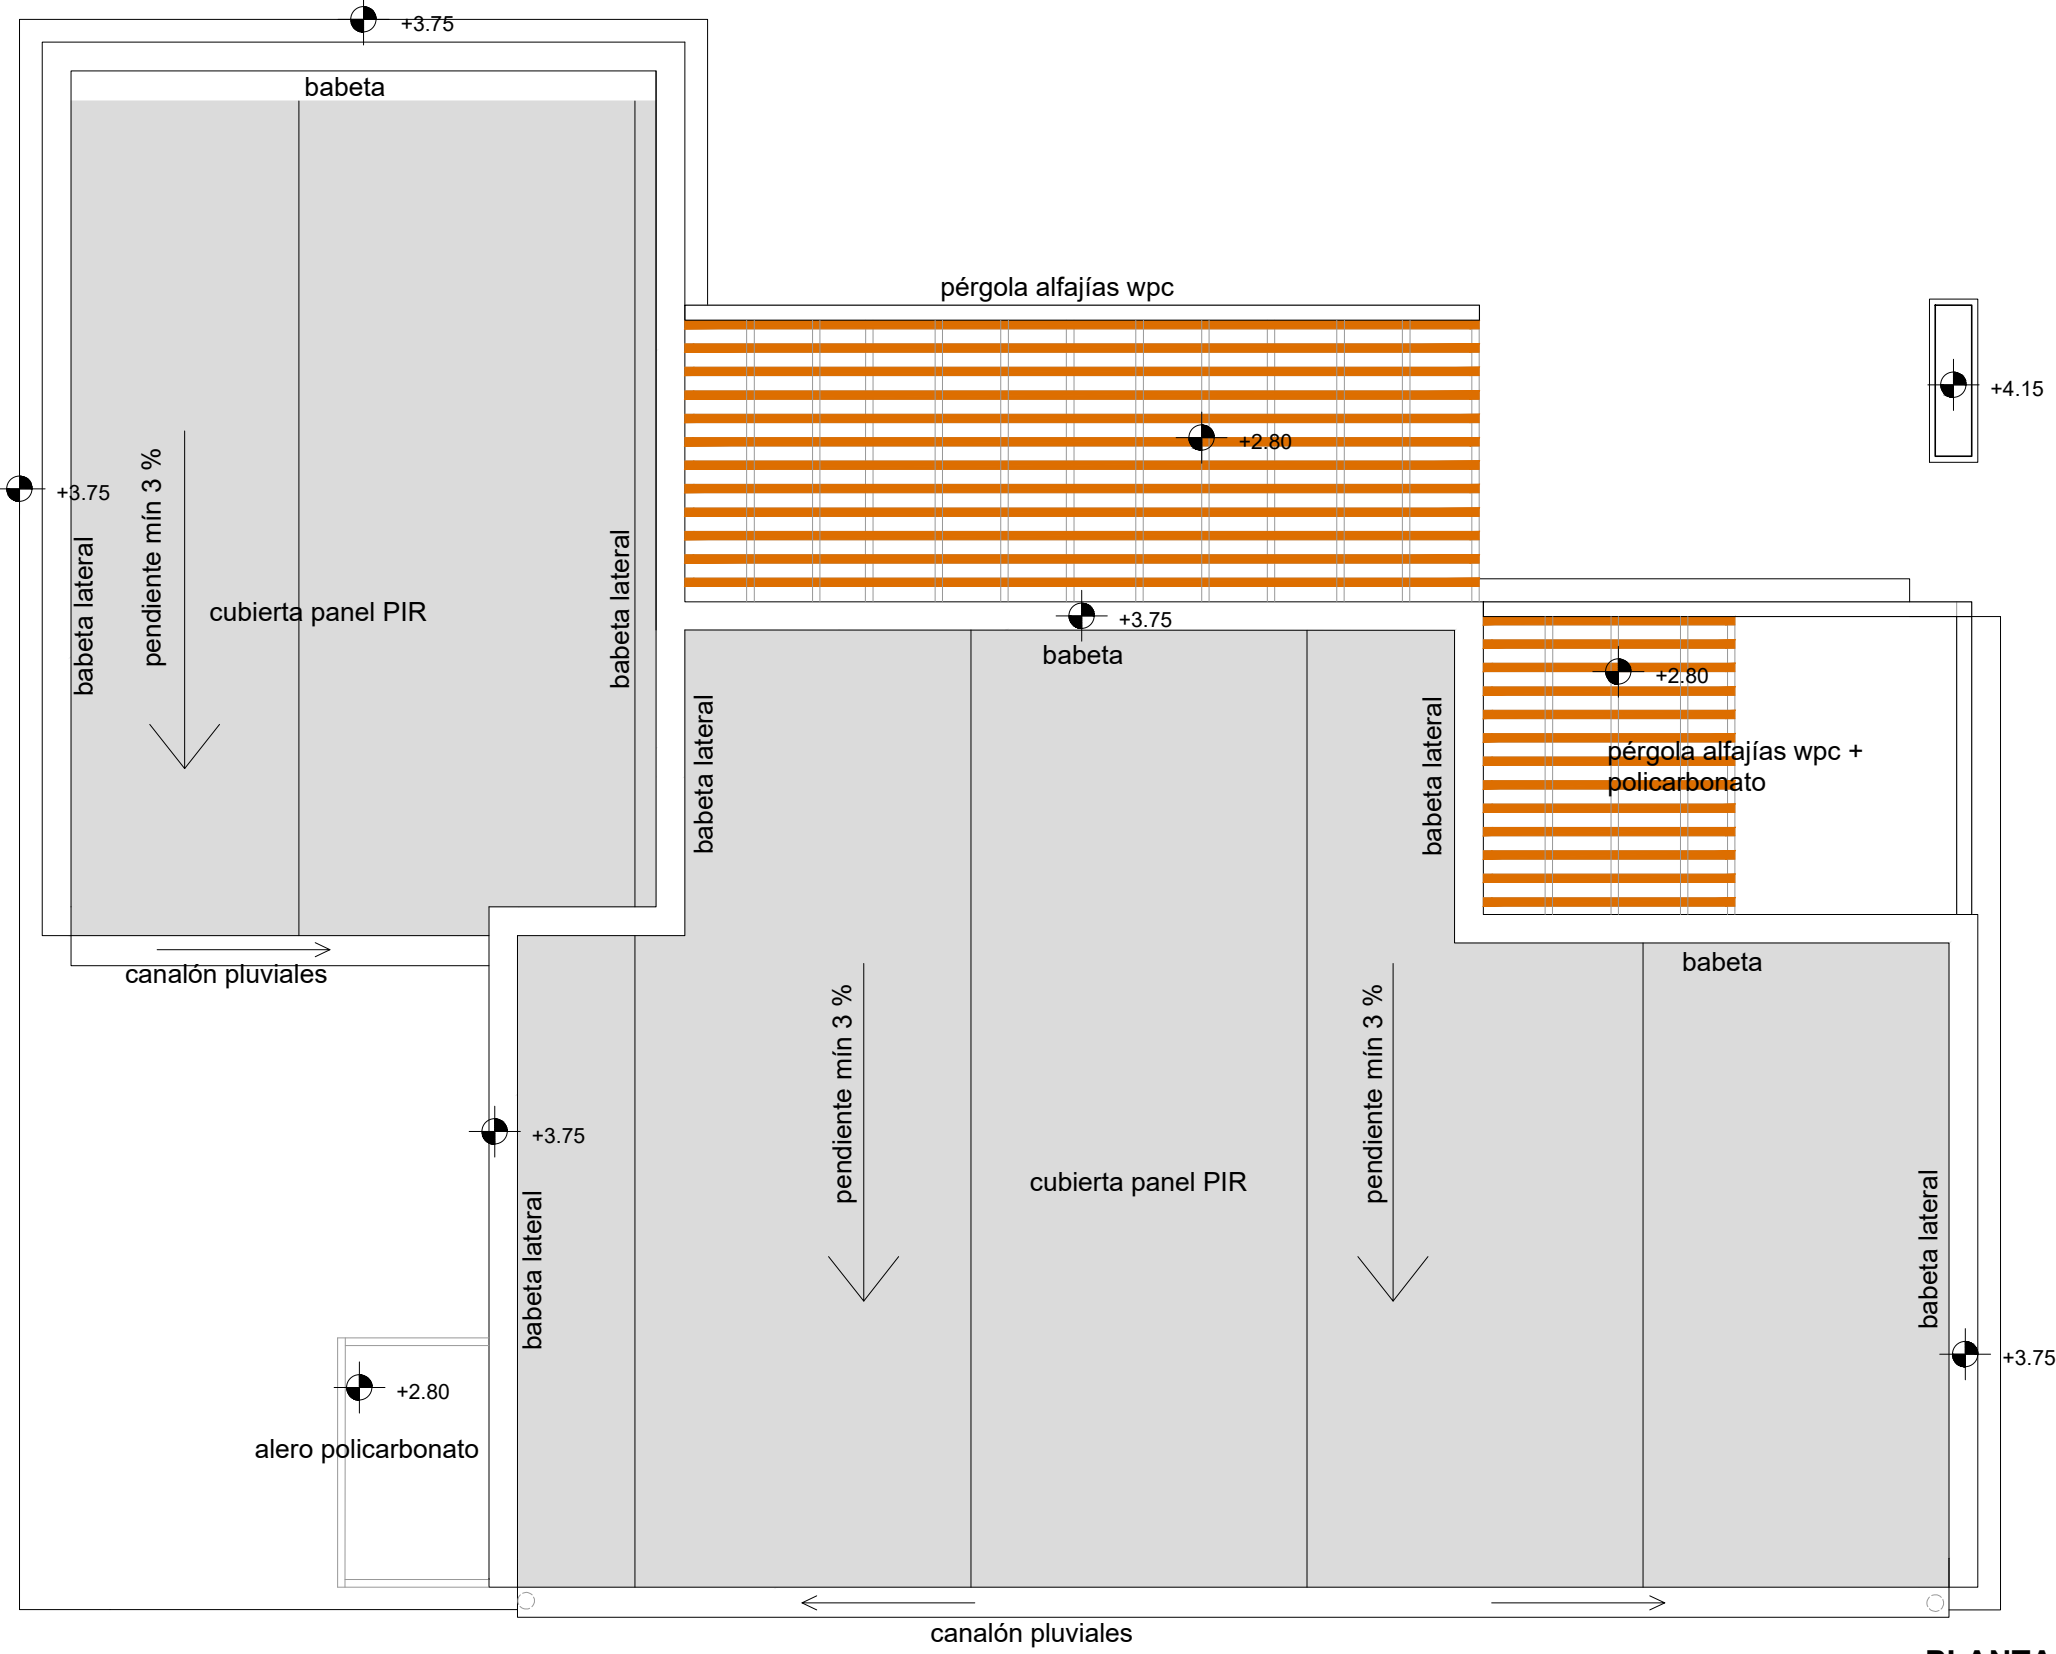 +3.75
babeta
pérgola alfajías wpc
+4.15
+2.80
+3.75
pendiente mín 3 %
babeta lateral
babeta lateral
cubierta panel PIR
+3.75
babeta
+2.80
babeta lateral
babeta lateral
pérgola alfajías wpc +
policarbonato
canalón pluviales
babeta
pendiente mín 3 %
pendiente mín 3 %
+3.75
cubierta panel PIR
babeta lateral
babeta lateral
+3.75
+2.80
alero policarbonato
canalón pluviales
PLANTA